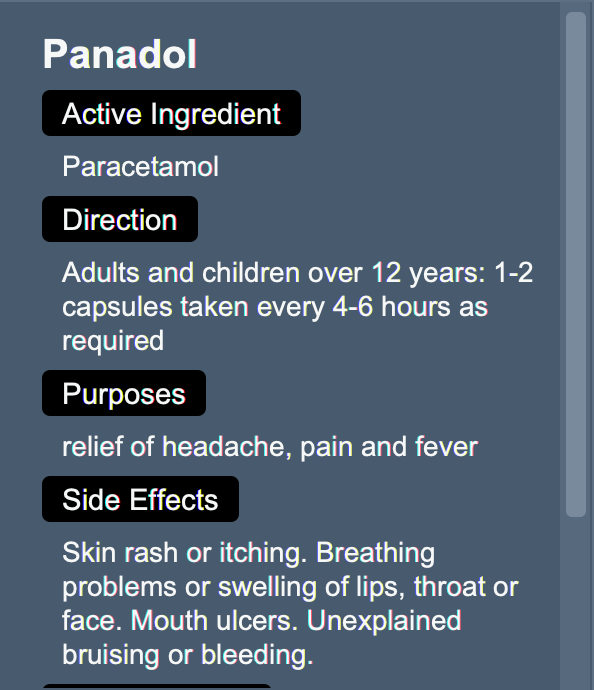 Panadol
Active Ingredient
Paracetamol
Direction
Adults and children over 12 years: 1-2
capsules taken every 4-6 hours as
required
Purposes
relief of headache, pain and fever
Side Effects
Skin rash or itching. Breathing
problems or swelling of lips, throat or
face. Mouth ulcers. Unexplained
bruising or bleeding.